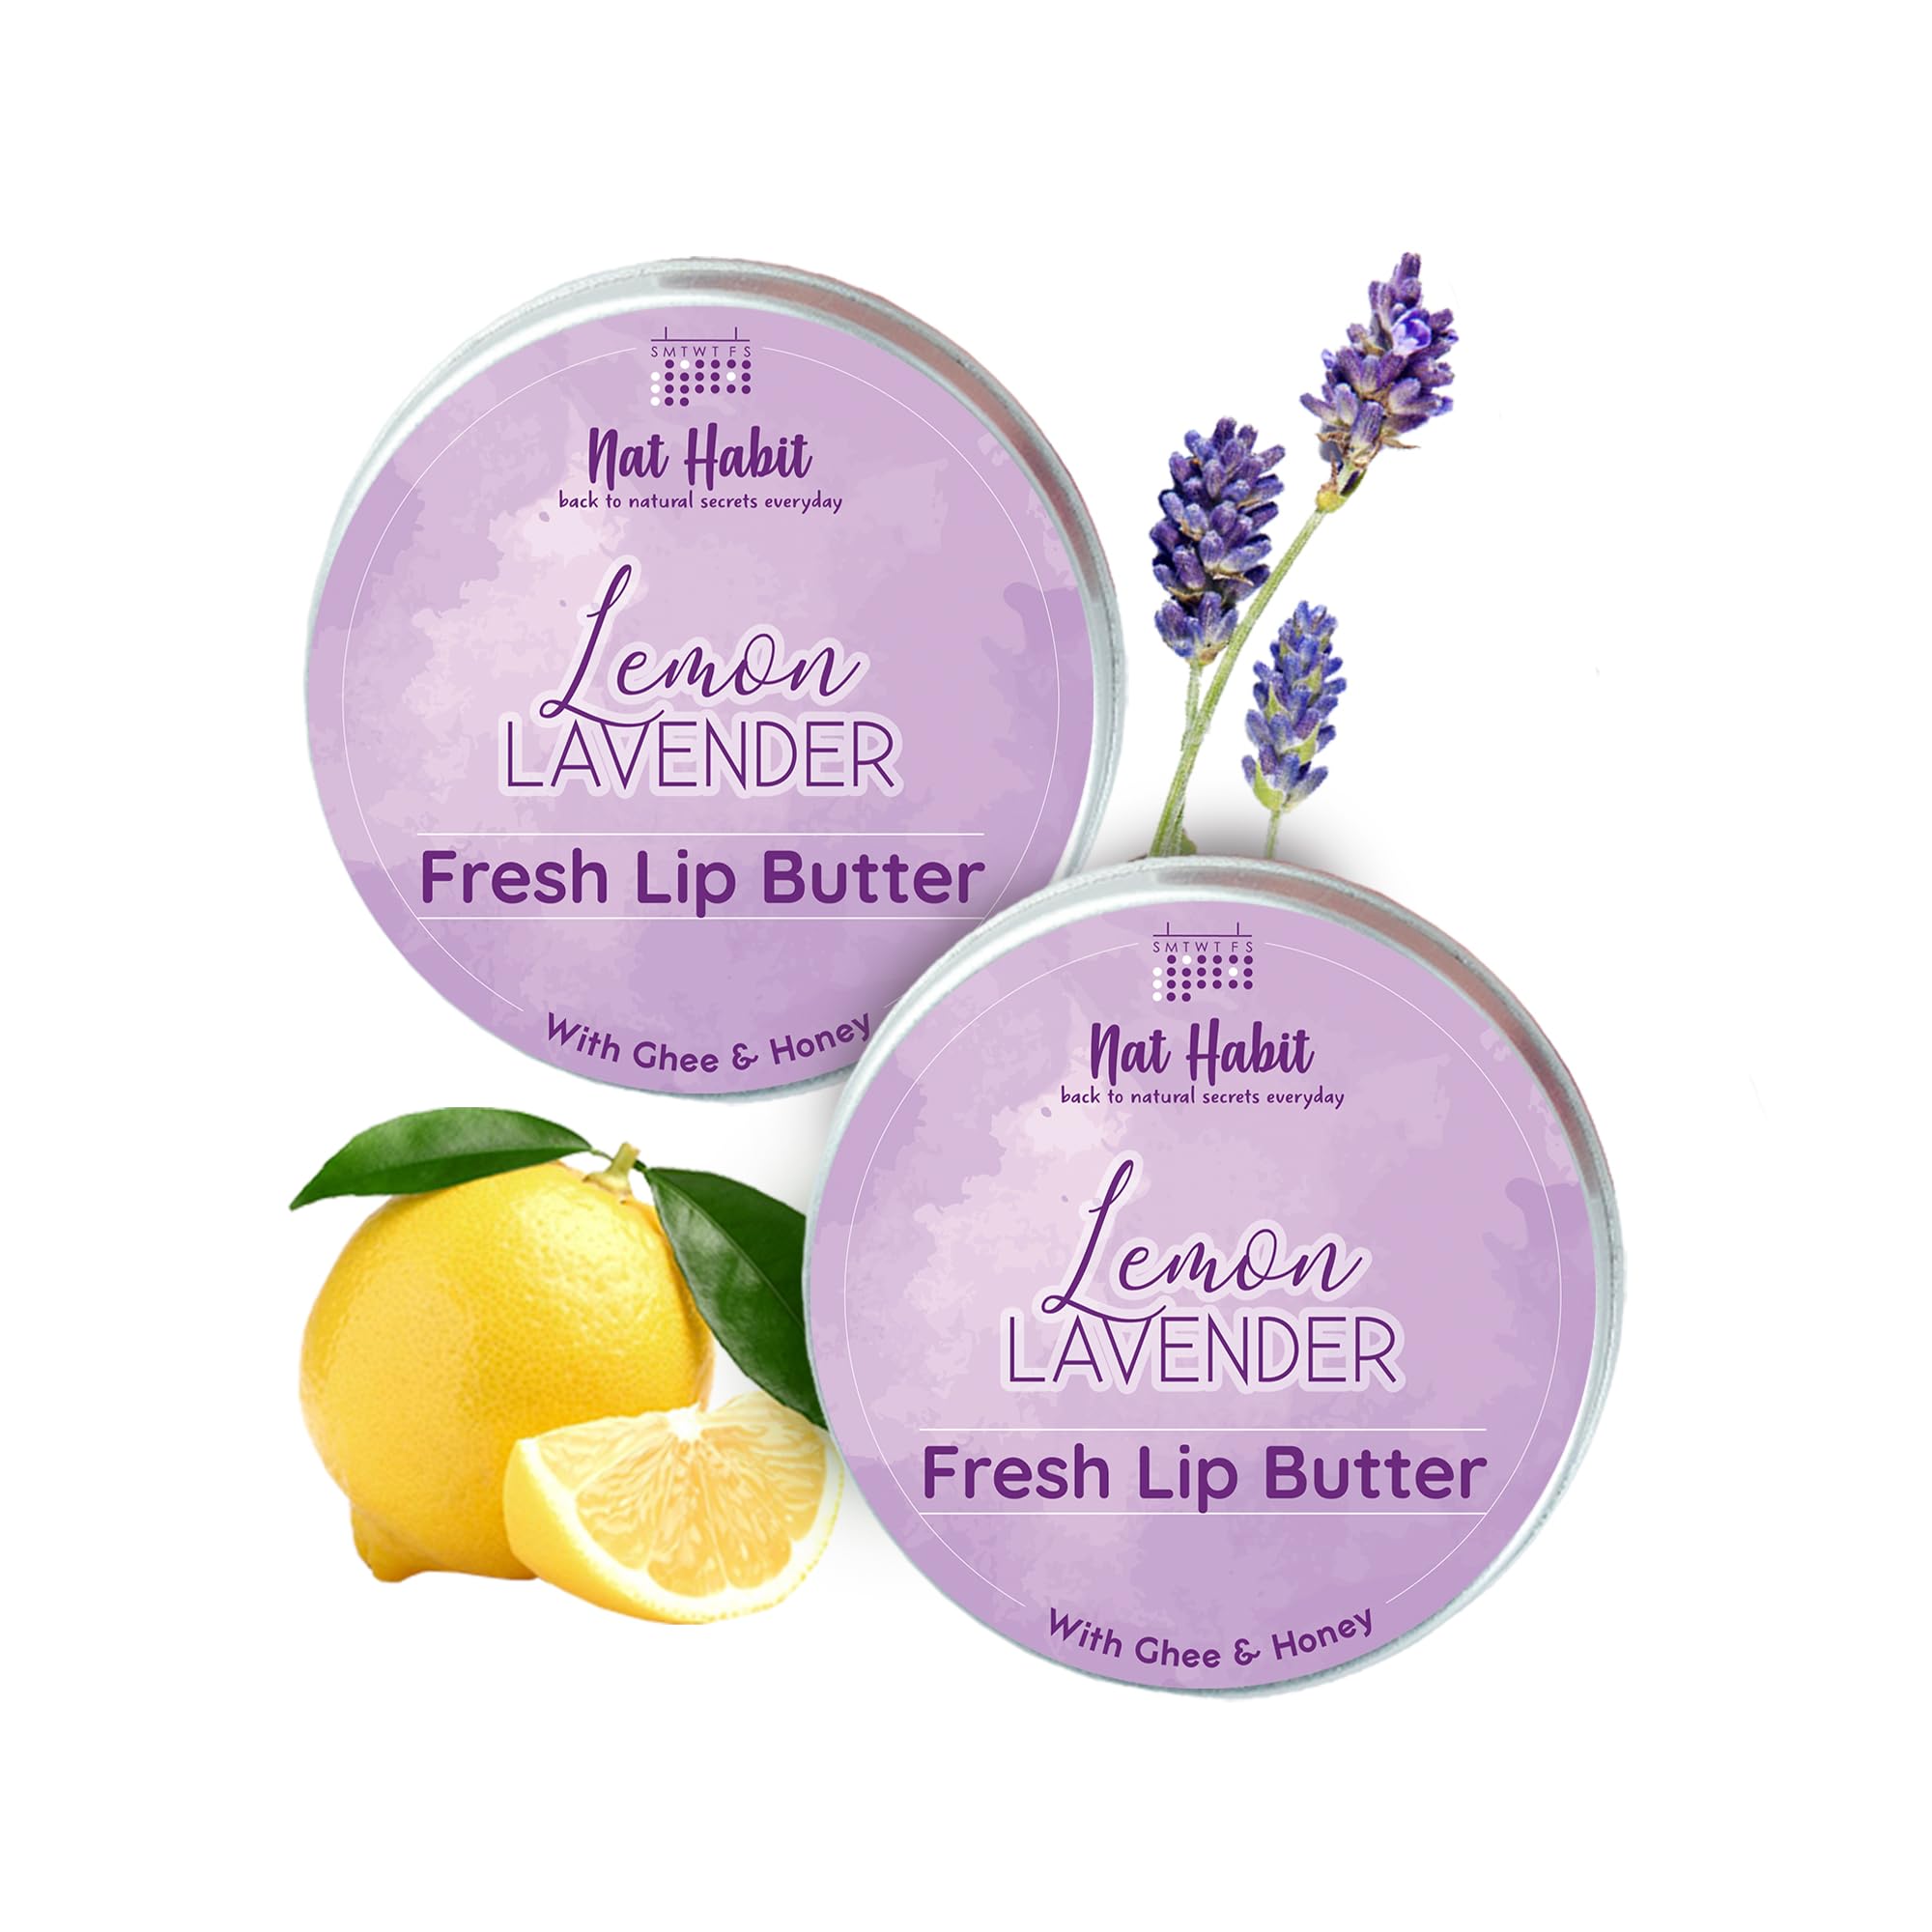 SMTWTFS
Nat Habit
back to natural secrets everyday
Lemon
LAVENDER
Fresh Lip Butter
With Ghee & Honey
SMTWTFS
Nat Habit
back to natural secrets everyday
Lemon
LAVENDER
Fresh Lip Butter
With Ghee & Honey